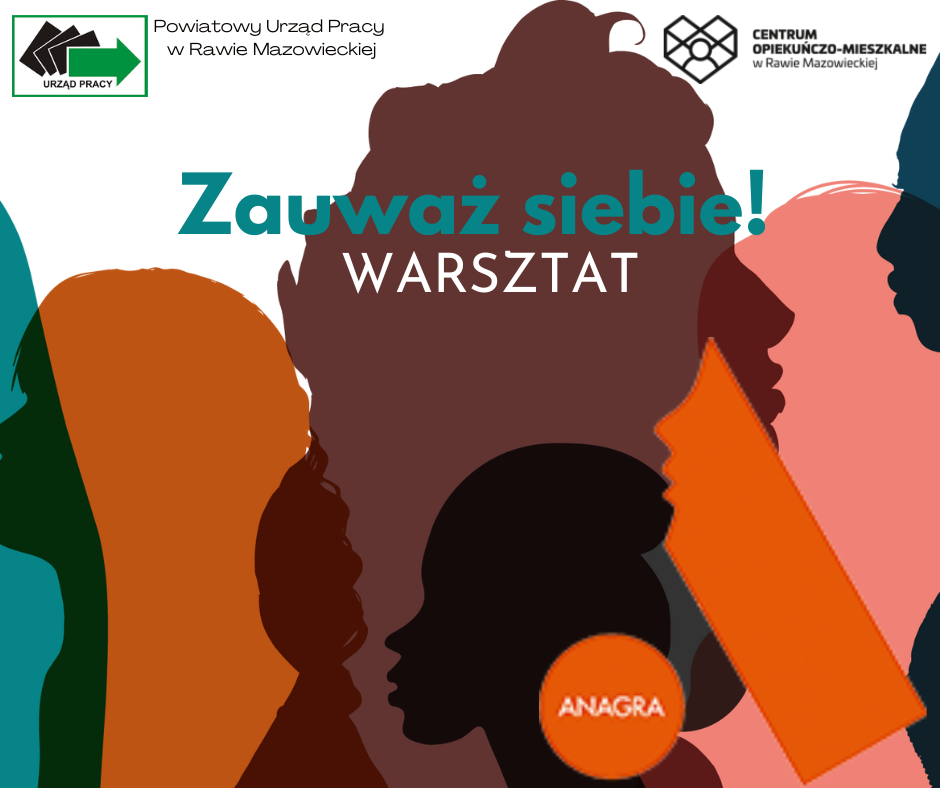 Powiatowy Urząd Pracy
w Rawie Mazowieckiej
URZĄD PRACY
CENTRUM
OPIEKUŃCZO-MIESZKALNE
w Rawie Mazowieckiej
Zauważ siebie!
WARSZTAT
ANAGRA